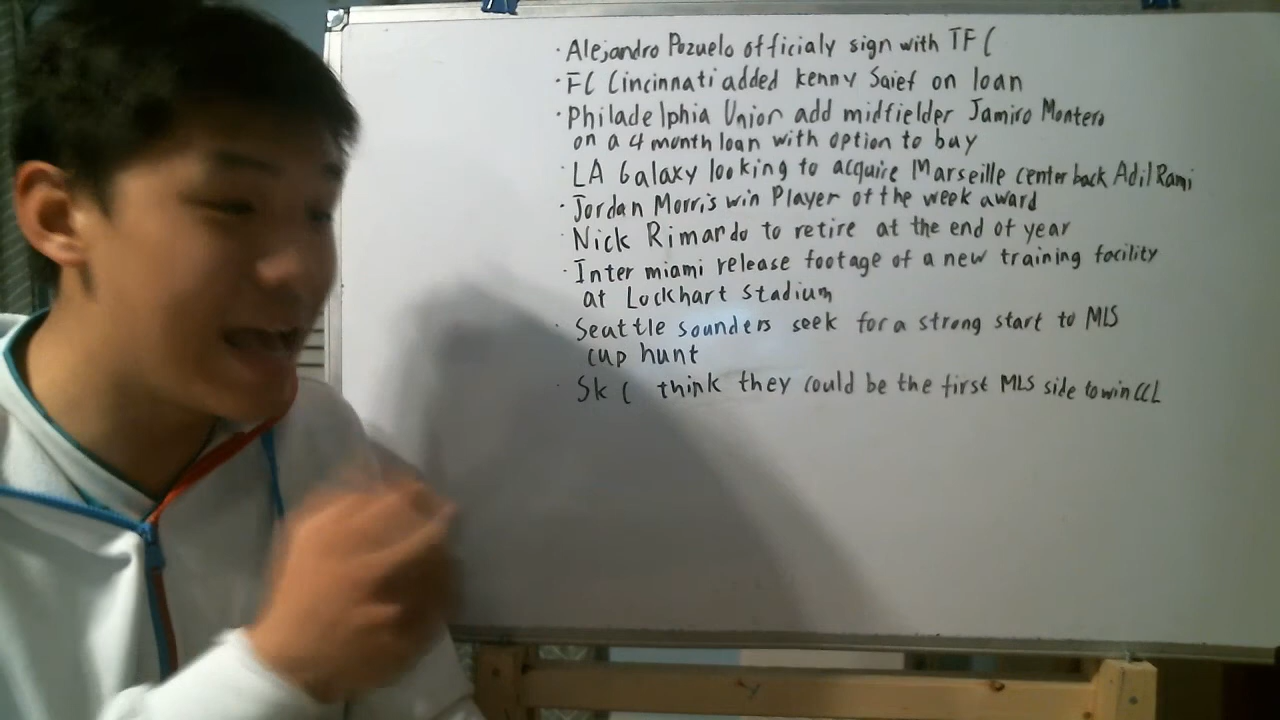 · Alejandro Pozuelo officialy sign with TFC
· FC Cincinnati added kenny Saief on loan
· Philadelphia Union add midfielder Jamiro Montero
on a 4 month loan with option to buy
· LA Galaxy looking to acquire Marseille center back Adil Rami
· Jordan Morris win Player of the week award
· Nick Rimando to retire at the end of year
· Inter miami release footage of a new training facility
at Lockhart Stadium
· Seattle sounders seek for a strong start to MLS
cup hunt
· SkC think they could be the first MLS side to win CCL